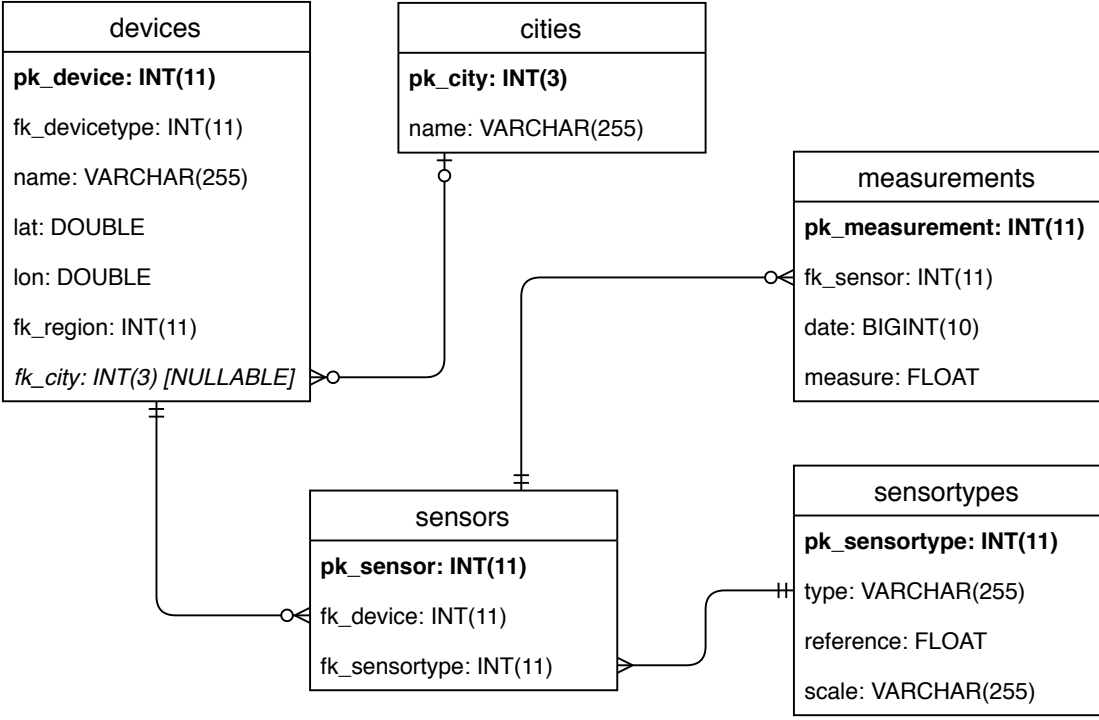 devices
pk_device: INT(11)
fk_devicetype: INT(11)
name: VARCHAR(255)
lat: DOUBLE
lon: DOUBLE
fk_region: INT(11)
fk_city: INT(3) [NULLABLE]
cities
pk_city: INT(3)
name: VARCHAR(255)
measurements
pk_measurement: INT(11)
fk_sensor: INT(11)
date: BIGINT(10)
measure: FLOAT
sensors
pk_sensor: INT(11)
fk_device: INT(11)
fk_sensortype: INT(11)
sensortypes
pk_sensortype: INT(11)
type: VARCHAR(255)
reference: FLOAT
scale: VARCHAR(255)